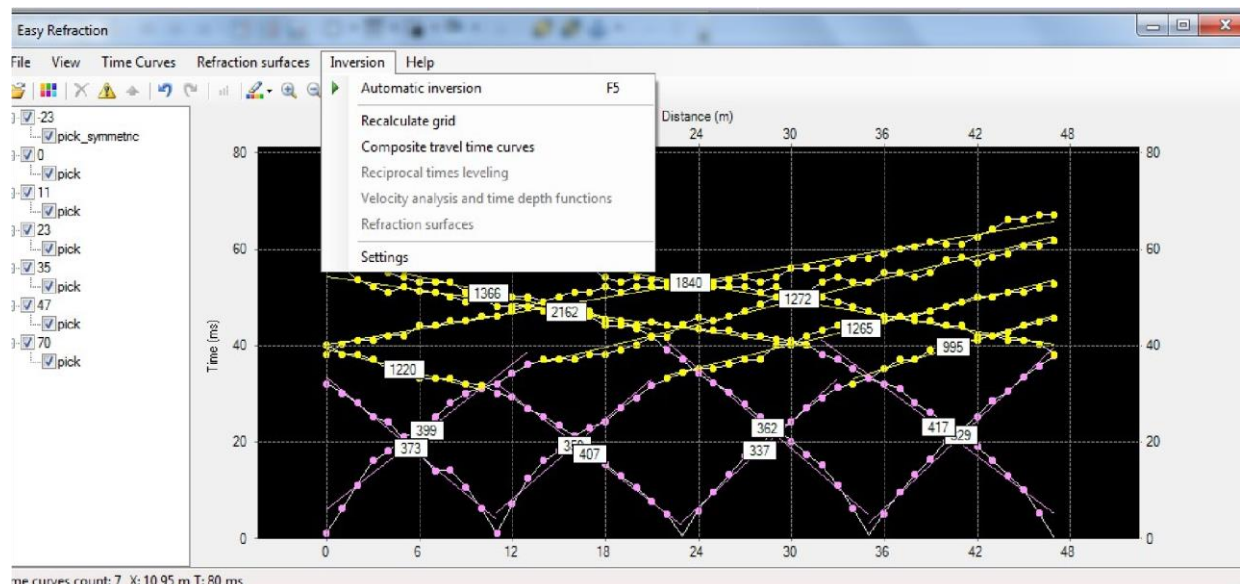 Easy Refraction
File View Time Curves Refraction surfaces Inversion Help
Automatic inversion F5
Recalculate grid
Composite travel time curves
Reciprocal times leveling
Velocity analysis and time depth functions
Refraction surfaces
Settings
-23
pick_symmetric
0
pick
11
pick
23
pick
35
pick
47
pick
70
pick
Distance (m)
24 30 36 42 48
80 80
60 60
40 40
20 20
0 0
Time (ms)
1366
2162
1840
1272
1265
995
1220
399
373
407
362
337
417
0 6 12 18 24 30 36 42 48
me curves count: 7 X: 10.95 m T: 80 ms